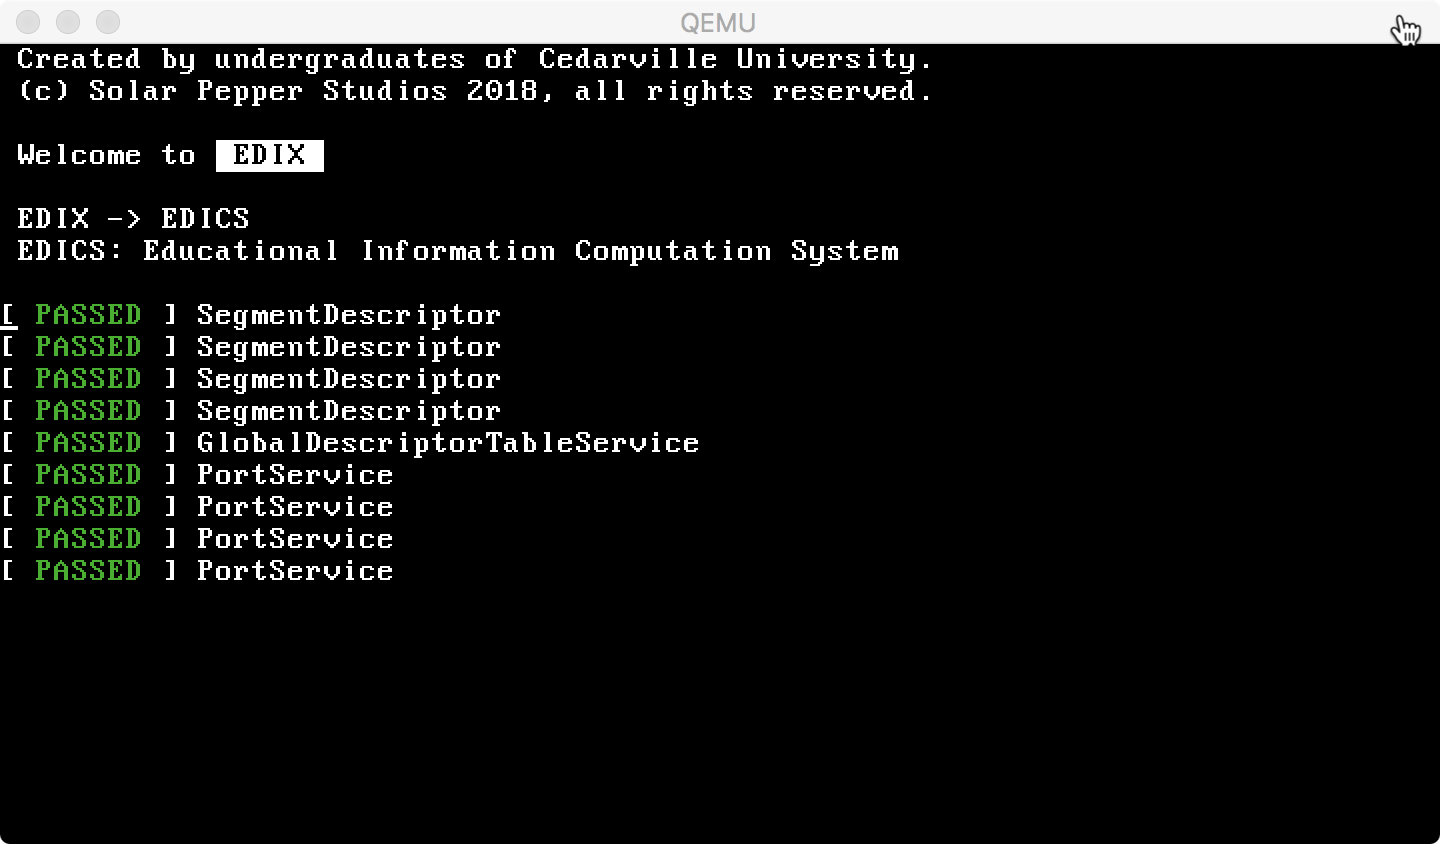 QEMU
Created by undergraduates of Cedarville University.
(c) Solar Pepper Studios 2018, all rights reserved.
Welcome to EDIX
EDIX -> EDICS
EDICS: Educational Information Computation System
[ PASSED ] SegmentDescriptor
[ PASSED ] SegmentDescriptor
[ PASSED ] SegmentDescriptor
[ PASSED ] SegmentDescriptor
[ PASSED ] GlobalDescriptorTableService
[ PASSED ] PortService
[ PASSED ] PortService
[ PASSED ] PortService
[ PASSED ] PortService